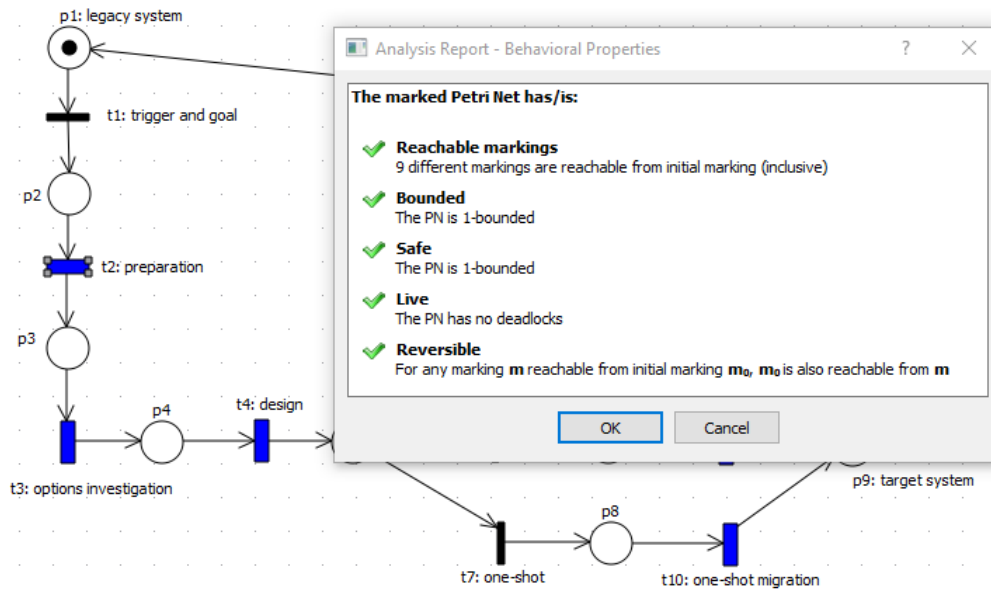 p1: legacy system
t1: trigger and goal
p2
t2: preparation
p3
p4
t4: design
t3: options investigation
Analysis Report - Behavioral Properties
The marked Petri Net has/is:
Reachable markings
9 different markings are reachable from initial marking (inclusive)
Bounded
The PN is 1-bounded
Safe
The PN is 1-bounded
Live
The PN has no deadlocks
Reversible
For any marking m reachable from initial marking m₀, m₀ is also reachable from m
OK Cancel
p9: target system
p8
t7: one-shot
t10: one-shot migration